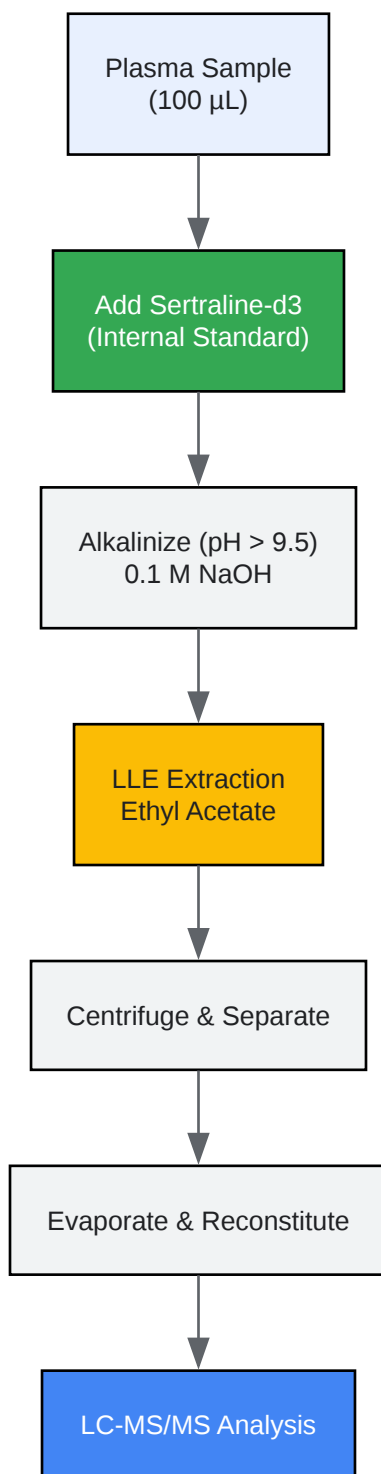 Plasma Sample
(100 µL)
Add Sertraline-d3
(Internal Standard)
Alkalinize (pH > 9.5)
0.1 M NaOH
LLE Extraction
Ethyl Acetate
Centrifuge & Separate
Evaporate & Reconstitute
LC-MS/MS Analysis